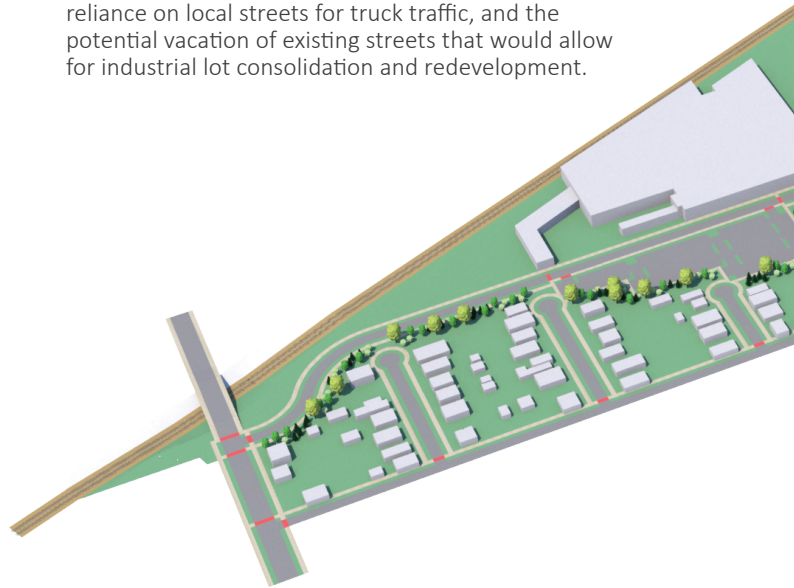 reliance on local streets for truck traffic, and the
potential vacation of existing streets that would allow
for industrial lot consolidation and redevelopment.